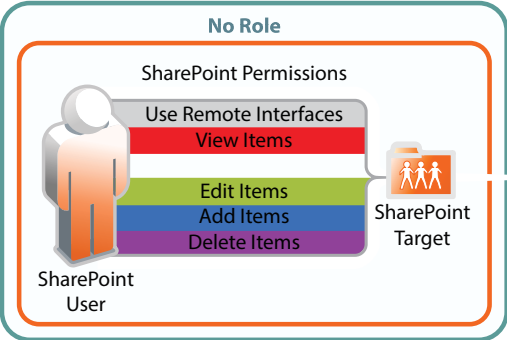 No Role
SharePoint Permissions
Use Remote Interfaces
View Items
Edit Items
Add Items
Delete Items
SharePoint
Target
SharePoint
User